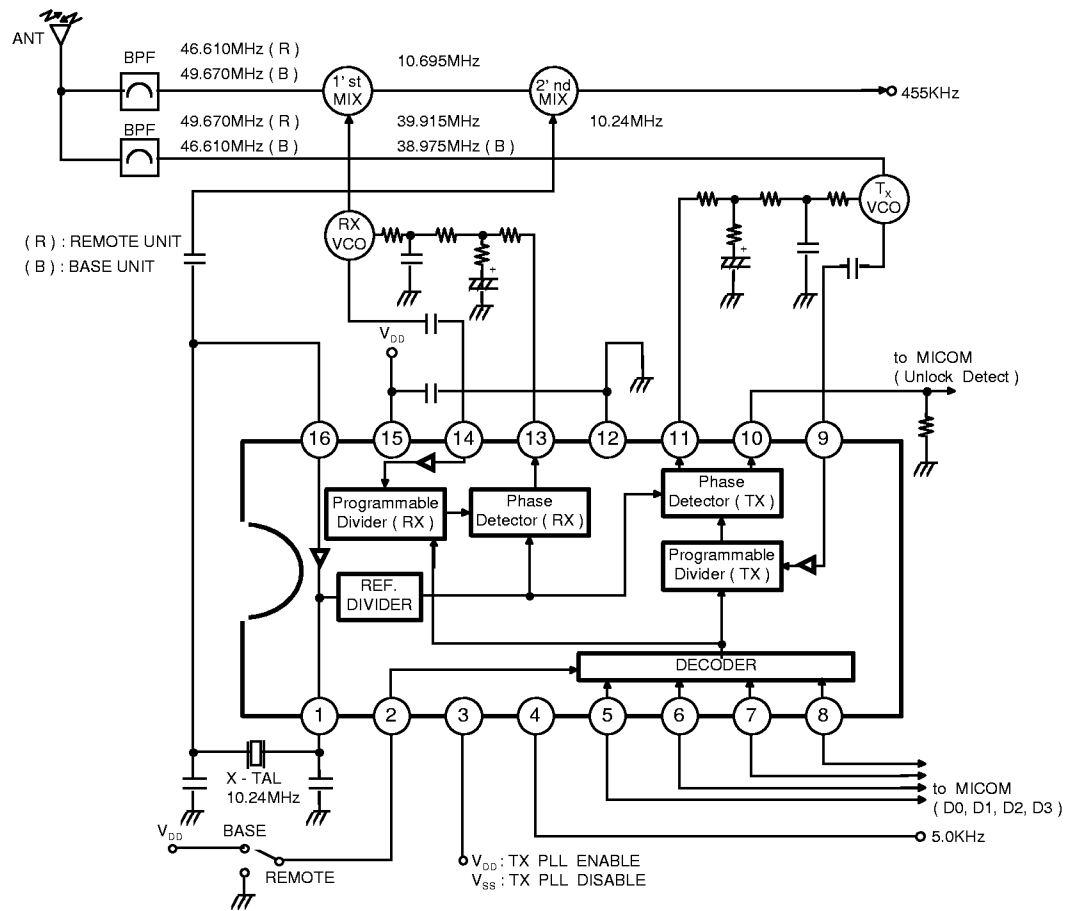 ANT
BPF
46.610MHz ( R )
49.670MHz ( B )
1' st
MIX
10.695MHz
2' nd
MIX
455KHz
BPF
49.670MHz ( R )
46.610MHz ( B )
39.915MHz
38.975MHz ( B )
10.24MHz
TX
VCO
RX
VCO
( R ) : REMOTE UNIT
( B ) : BASE UNIT
+
+
VDD
to MICOM
( Unlock Detect )
16
15
14
13
12
11
10
9
Programmable
Divider ( RX )
Phase
Detector ( RX )
Phase
Detector ( TX )
Programmable
Divider ( TX )
REF.
DIVIDER
DECODER
1
2
3
4
5
6
7
8
X - TAL
10.24MHz
to MICOM
( D0, D1, D2, D3 )
5.0KHz
VDD
BASE
REMOTE
VDD : TX PLL ENABLE
VSS : TX PLL DISABLE